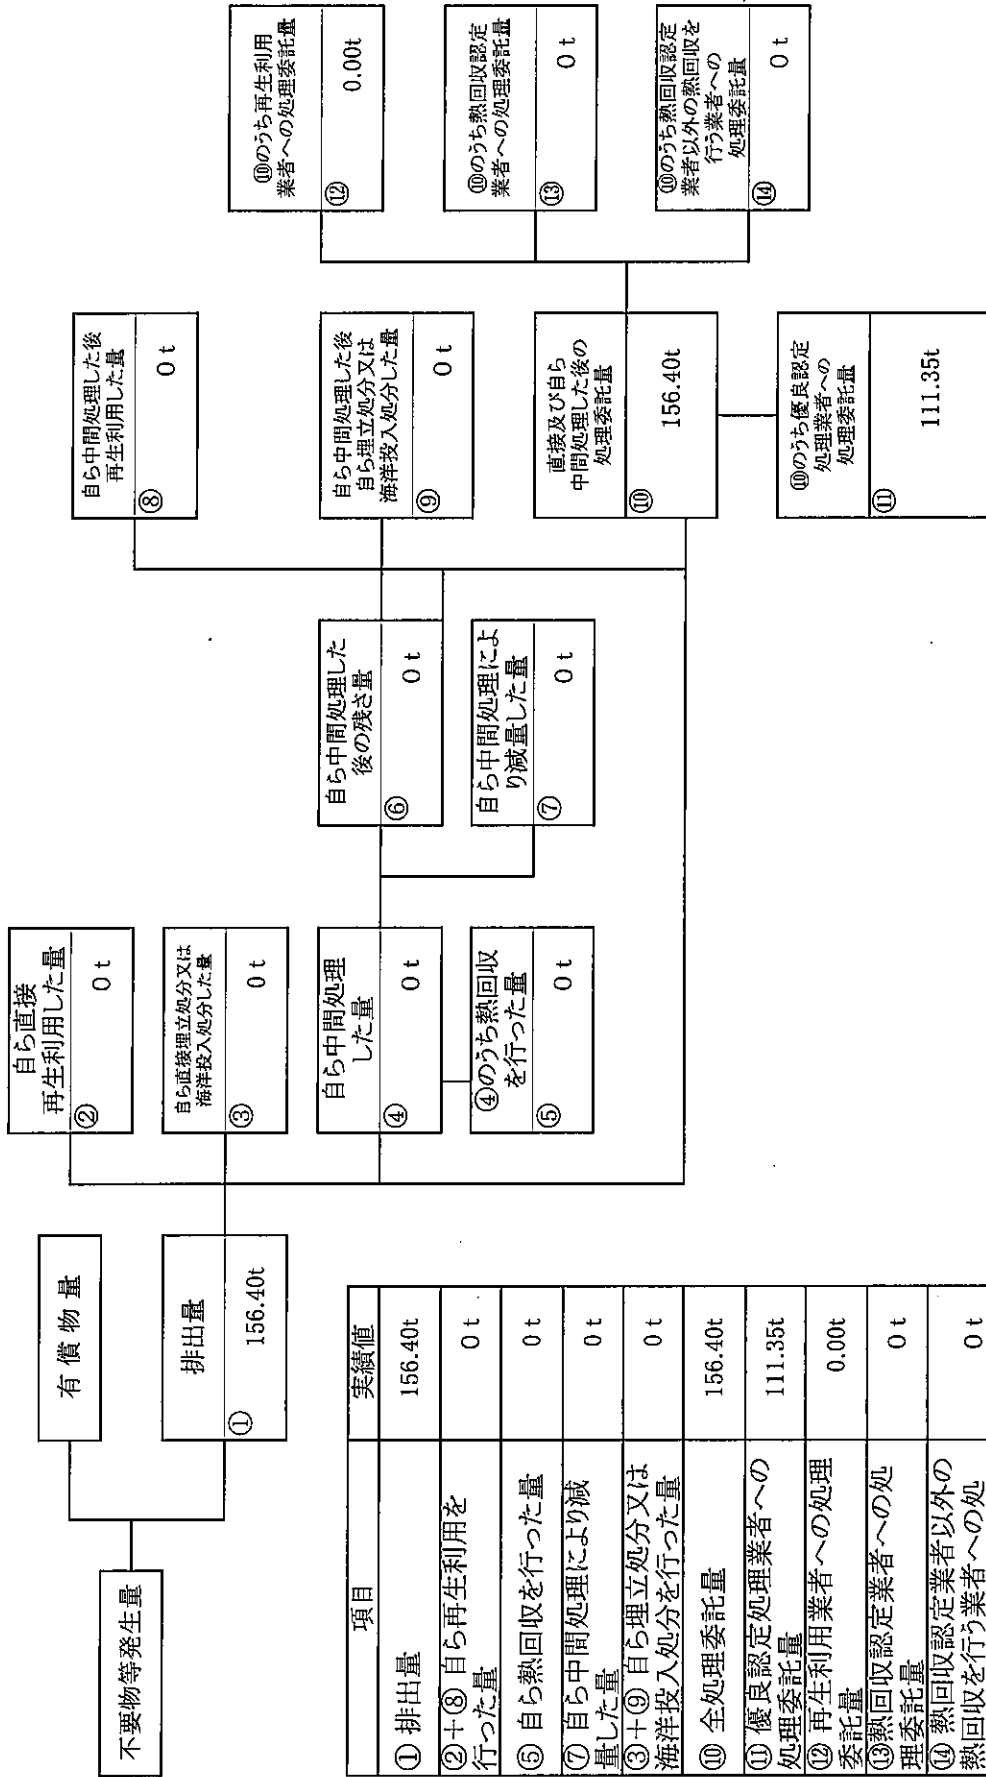 不要物等発生量
有償物量
排出量
①
156.40t
自ら直接
再生利用した量
②
0 t
自ら直接埋立処分又は
海洋投入処分した量
③
0 t
自ら中間処理
した量
④
0 t
④のうち熱回収
を行った量
⑤
0 t
自ら中間処理した
後の残さ量
⑥
0 t
自ら中間処理によ
り減量した量
⑦
0 t
自ら中間処理した後
再生利用した量
⑧
0 t
自ら中間処理した後
自ら埋立処分又は
海洋投入処分した量
⑨
0 t
直接及び自ら
中間処理した後の
処理委託量
⑩
156.40t
⑩のうち優良認定
処理業者への
処理委託量
⑪
111.35t
⑩のうち再生利用
業者への処理委託量
⑫
0.00t
⑩のうち熱回収認定
業者への処理委託量
⑬
0 t
⑩のうち熱回収認定
業者以外の熱回収を
行う業者への
処理委託量
⑭
0 t
項目 実績値
① 排出量 156.40t
②+⑧ 自ら再生利用を
行った量 0 t
⑤ 自ら熱回収を行った量 0 t
⑦ 自ら中間処理により減
量した量 0 t
③+⑨ 自ら埋立処分又は
海洋投入処分を行った量 0 t
⑩ 全処理委託量 156.40t
⑪ 優良認定処理業者への
処理委託量 111.35t
⑫ 再生利用業者への処理
委託量 0.00t
⑬熱回収認定業者への処
理委託量 0 t
⑭ 熱回収認定業者以外の
熱回収を行う業者への処 0 t